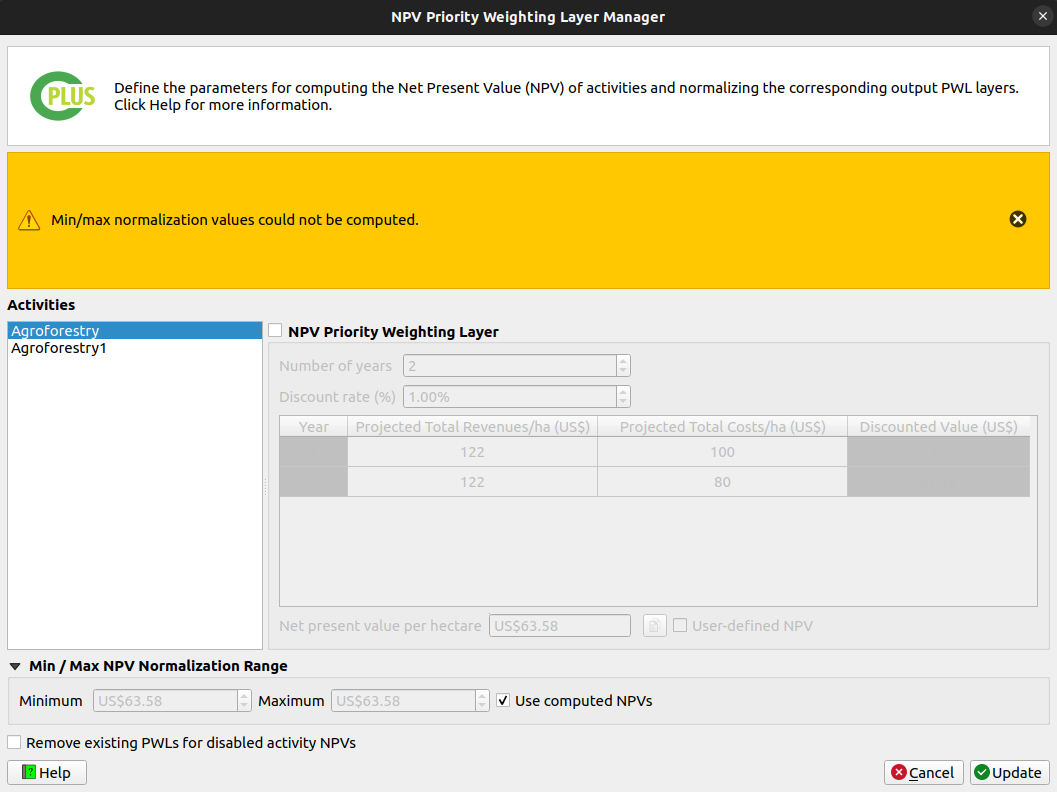 NPV Priority Weighting Layer Manager
CPLUS
Define the parameters for computing the Net Present Value (NPV) of activities and normalizing the corresponding output PWL layers.
Click Help for more information.
Min/max normalization values could not be computed.
Activities
Agroforestry
Agroforestry1
NPV Priority Weighting Layer
Number of years 2
Discount rate (%) 1.00%
Year Projected Total Revenues/ha (US$) Projected Total Costs/ha (US$) Discounted Value (US$)
122 100
122 80
Net present value per hectare US$63.58 User-defined NPV
Min / Max NPV Normalization Range
Minimum US$63.58 Maximum US$63.58 Use computed NPVs
Remove existing PWLs for disabled activity NPVs
Help Cancel Update